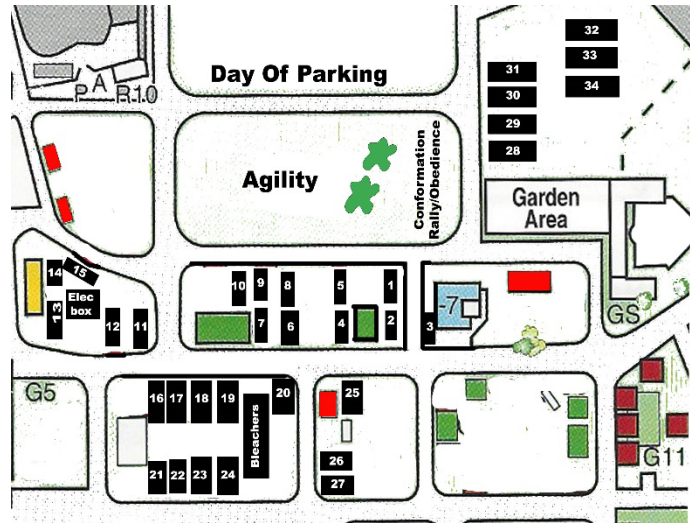 32
33
34
31
30
29
28
Day Of Parking
P A R10
Agility
Conformation
Rally/Obedience
Garden
Area
14
15
13
Elec
box
12
11
10
9
8
5
1
7
6
4
2
3
-7
GS
G5
16
17
18
19
20
Bleachers
21
22
23
24
25
26
27
G11